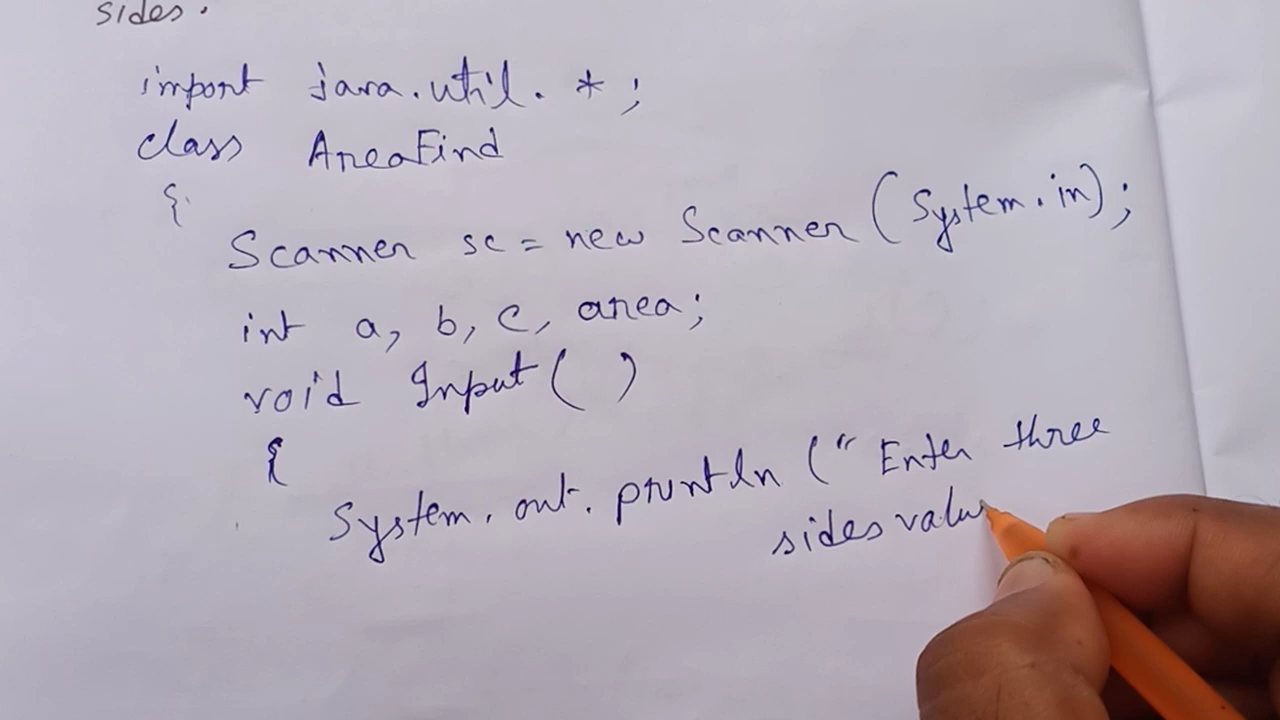 sides.
import java.util.*;
class AreaFind
{
Scanner sc = new Scanner (System.in);
int a, b, c, area;
void Input( )
{
System.out.println ("Enter three
sides valu